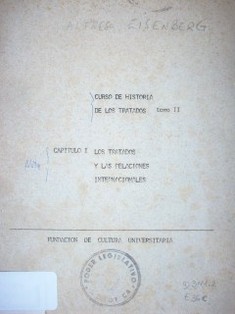 EISENBERG
CURSO DE HISTORIA
DE LOS TRATADOS tomo II
CAPITULO I LOS TRATADOS
Y LAS RELACIONES
INTERNACIONALES
FUNDACION DE CULTURA UNIVERSITARIA
PODER LEGISLATIVO